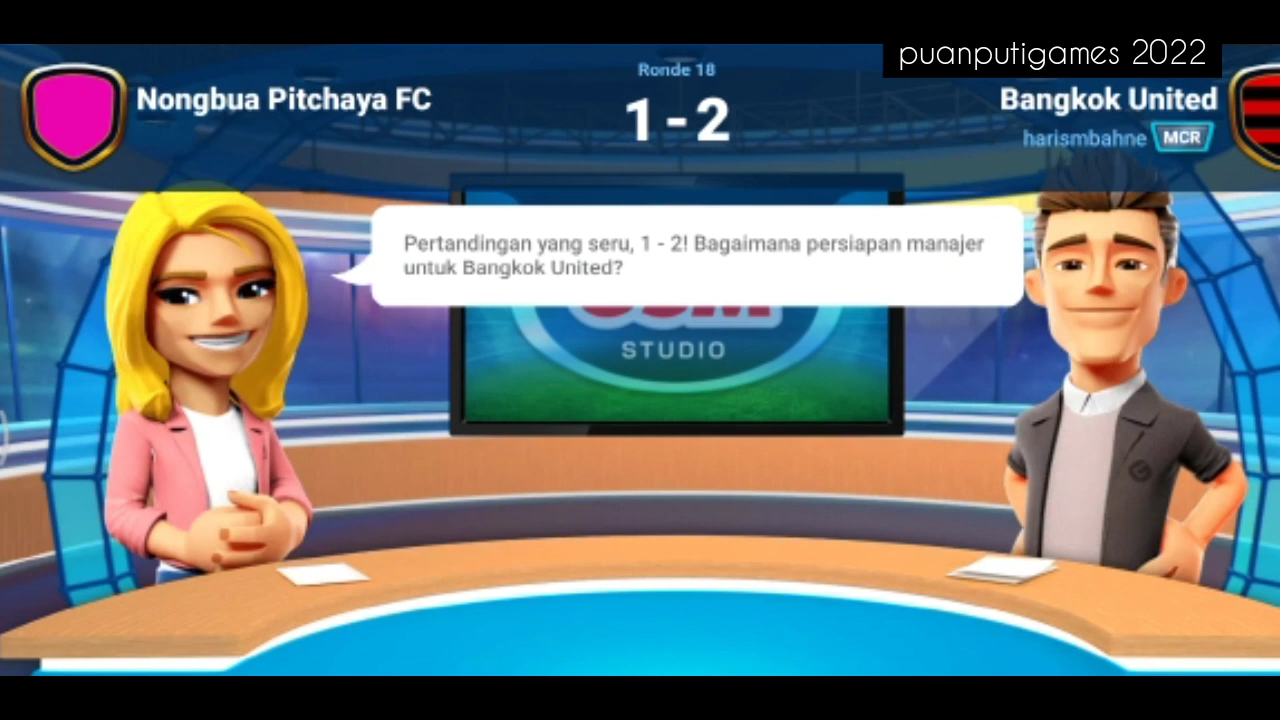 puanputigames 2022
Ronde 18
Nongbua Pitchaya FC
1 - 2
Bangkok United
harismbahne MCR
Pertandingan yang seru, 1 - 2! Bagaimana persiapan manajer
untuk Bangkok United?
STUDIO